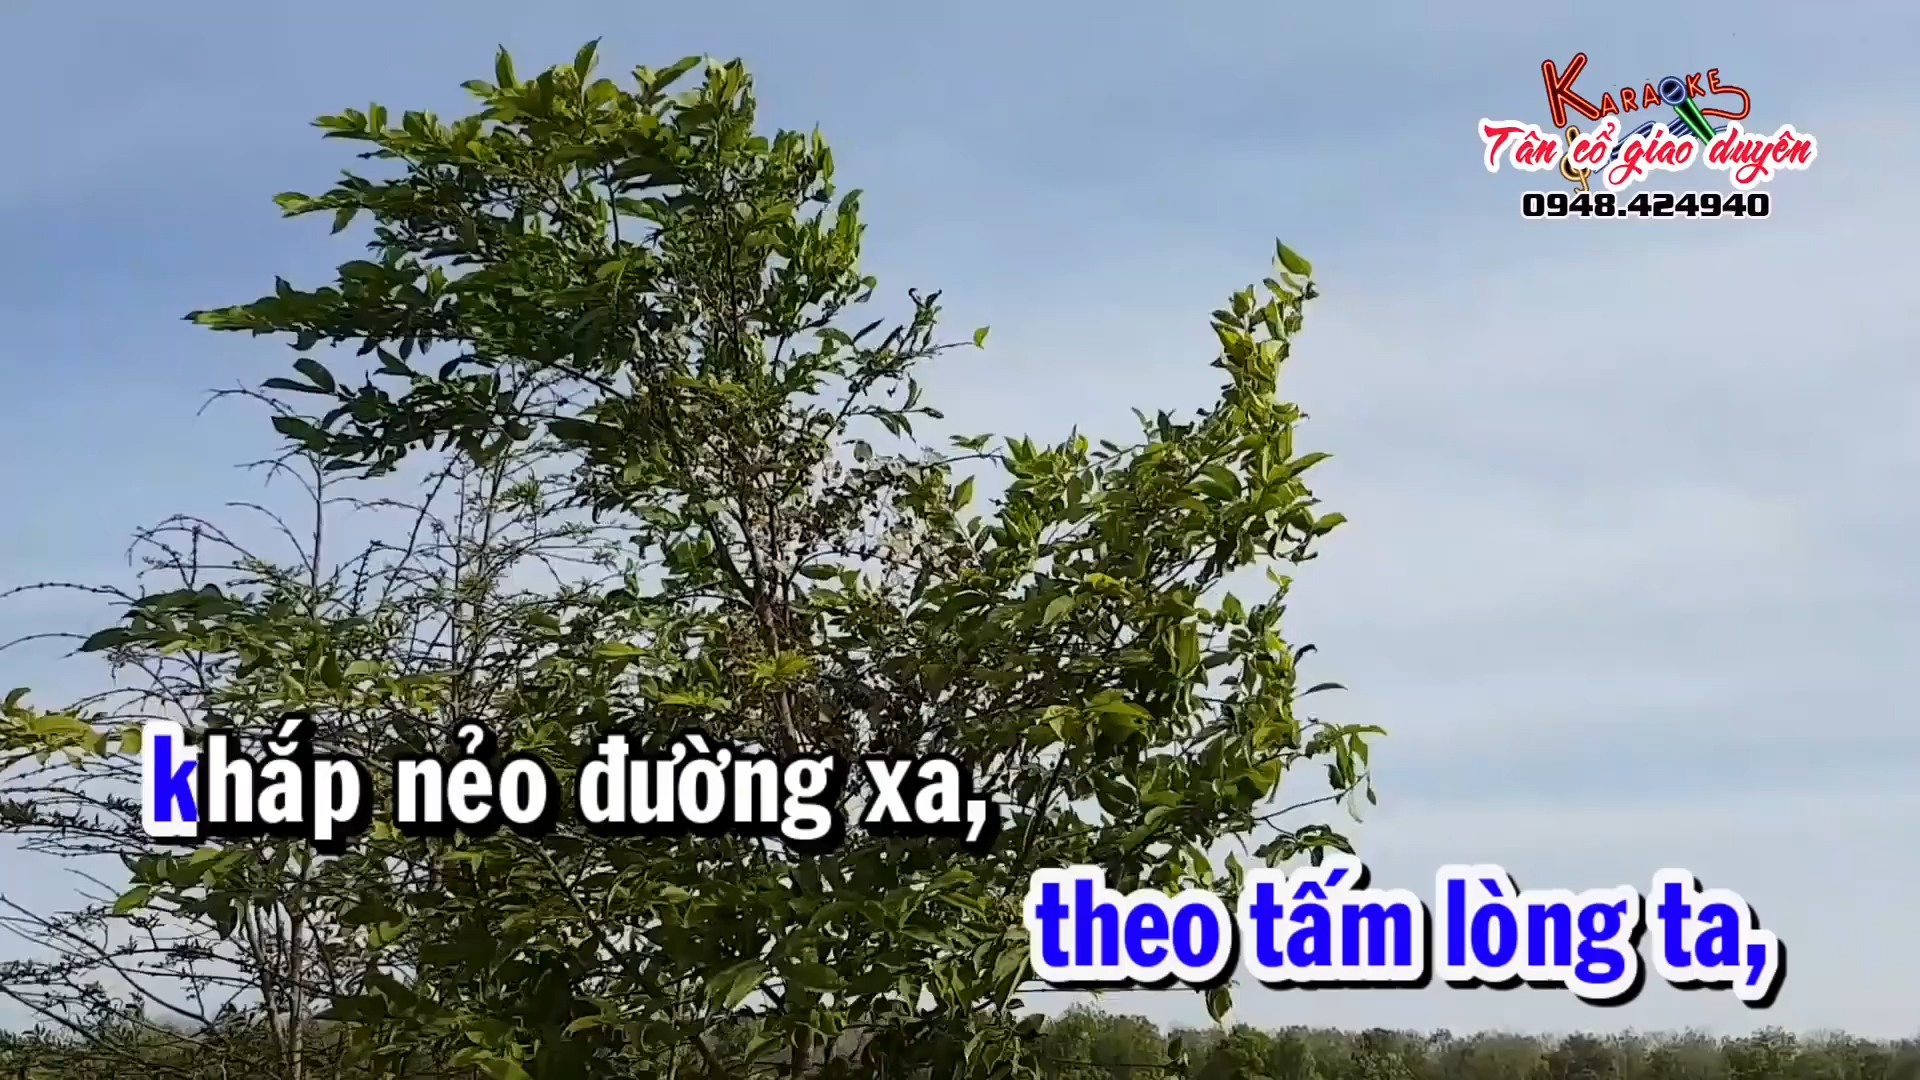 KARAOKE
Tân cổ giao duyên
0948.424940
khắp nẻo đường xa,
theo tấm lòng ta,